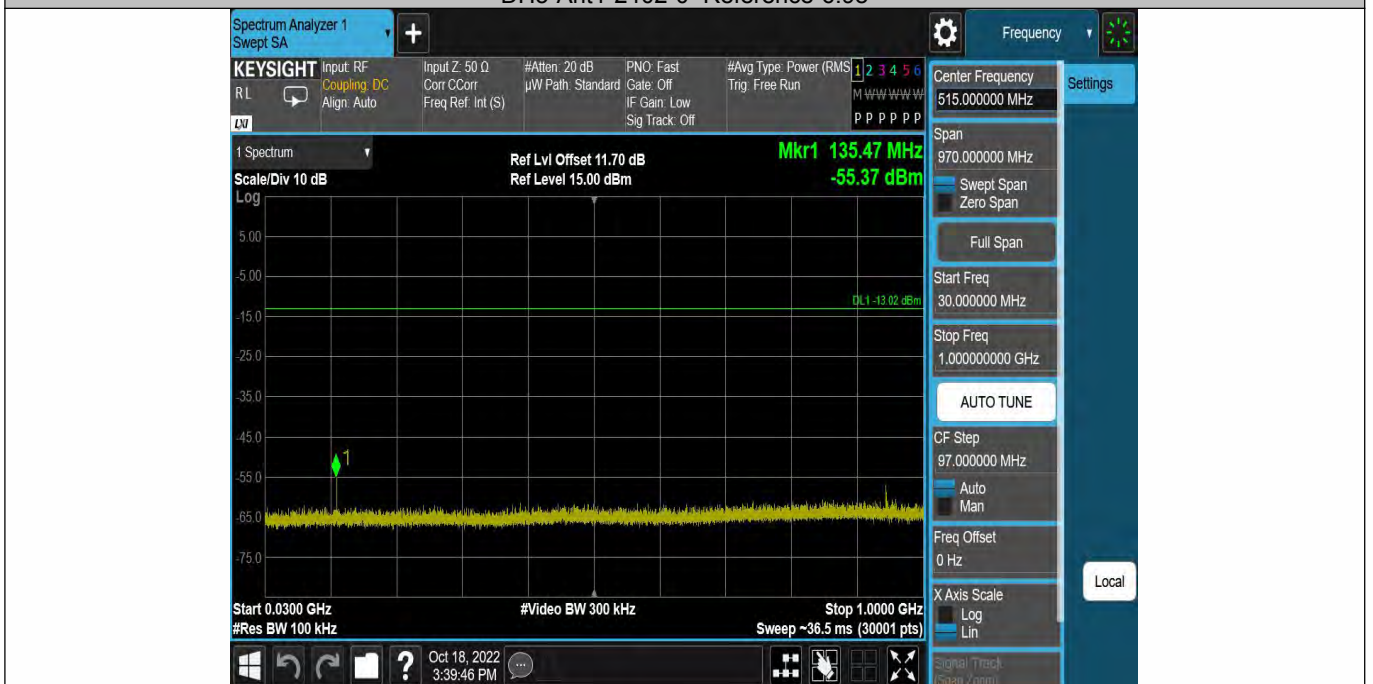 Spectrum Analyzer 1
Swept SA
+
Frequency
KEYSIGHT
RL
LXI
Input: RF
Coupling: DC
Align: Auto
Input Z: 50 Ω
Corr CCorr
Freq Ref: Int (S)
#Atten: 20 dB
µW Path: Standard
PNO: Fast
Gate: Off
IF Gain: Low
Sig Track: Off
#Avg Type: Power (RMS
Trig: Free Run
1 2 3 4 5 6
M W W W W W
P P P P P P
Center Frequency
515.000000 MHz
Settings
1 Spectrum
Scale/Div 10 dB
Ref Lvl Offset 11.70 dB
Ref Level 15.00 dBm
Mkr1 135.47 MHz
-55.37 dBm
Span
970.000000 MHz
Swept Span
Zero Span
Full Span
Start Freq
30.000000 MHz
Stop Freq
1.000000000 GHz
AUTO TUNE
CF Step
97.000000 MHz
Auto
Man
Freq Offset
0 Hz
X Axis Scale
Log
Lin
Signal Track
(Span Zoom)
Local
Log
5.00
-5.00
-15.0
-25.0
-35.0
-45.0
-55.0
-65.0
-75.0
DL1 -13.02 dBm
1
Start 0.0300 GHz
#Res BW 100 kHz
#Video BW 300 kHz
Stop 1.0000 GHz
Sweep ~36.5 ms (30001 pts)
?
Oct 18, 2022
3:39:46 PM